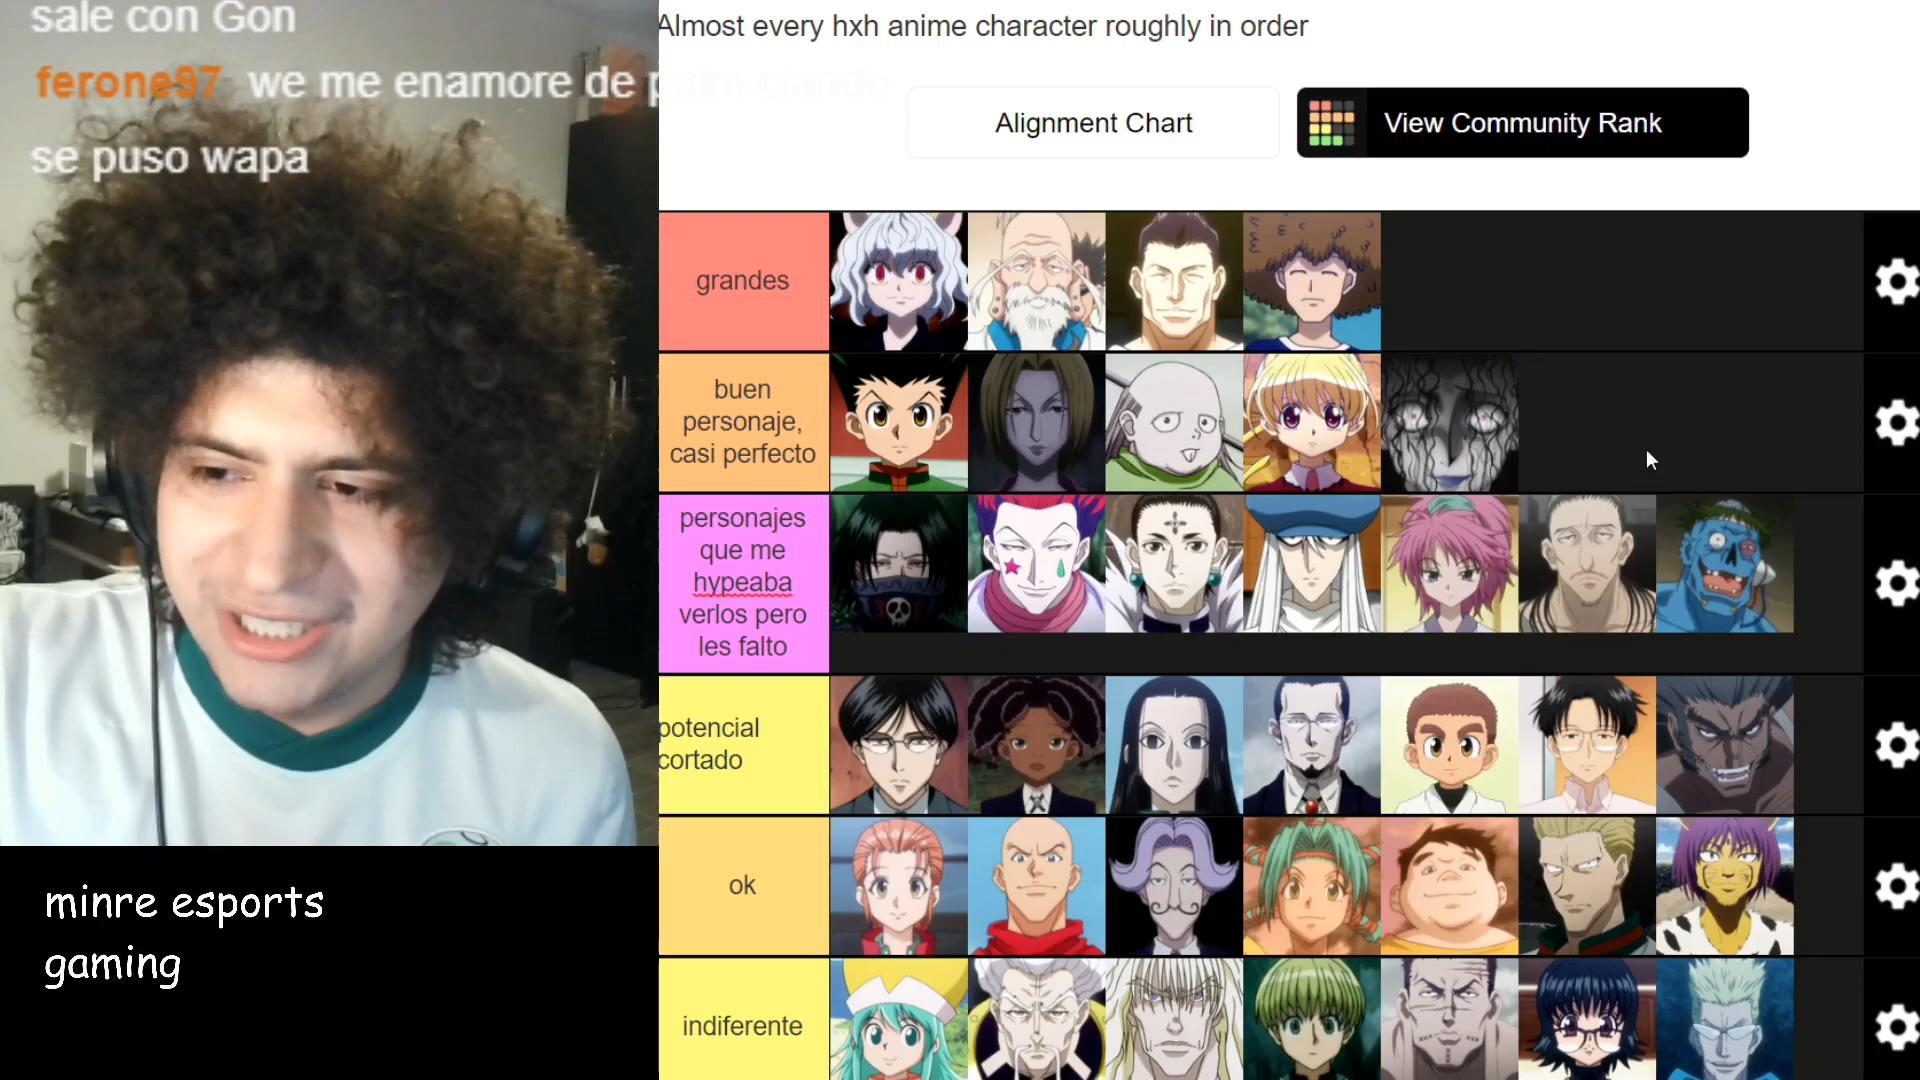 sale con Gon
ferone97 we me enamore de palm ciando
se puso wapa
Almost every hxh anime character roughly in order
Alignment Chart
View Community Rank
grandes
buen
personaje,
casi perfecto
personajes
que me
hypeaba
verlos pero
les falto
potencial
cortado
ok
indiferente
minre esports
gaming